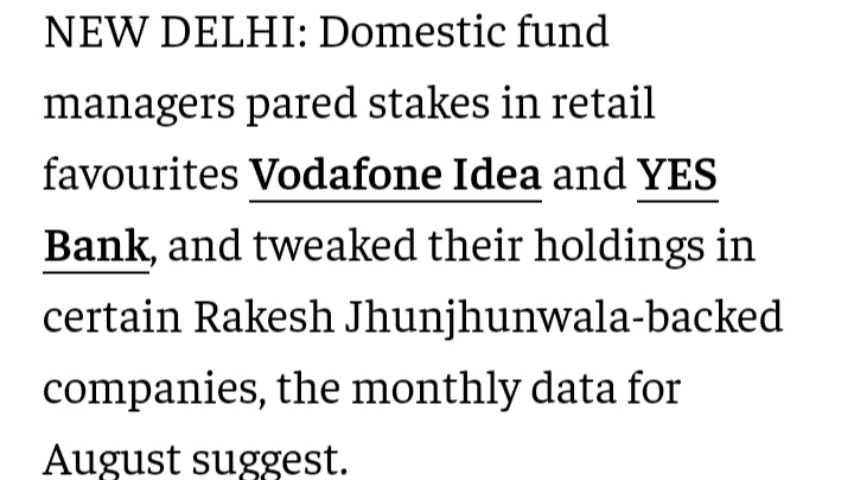 NEW DELHI: Domestic fund
managers pared stakes in retail
favourites Vodafone Idea and YES
Bank, and tweaked their holdings in
certain Rakesh Jhunjhunwala-backed
companies, the monthly data for
August suggest.